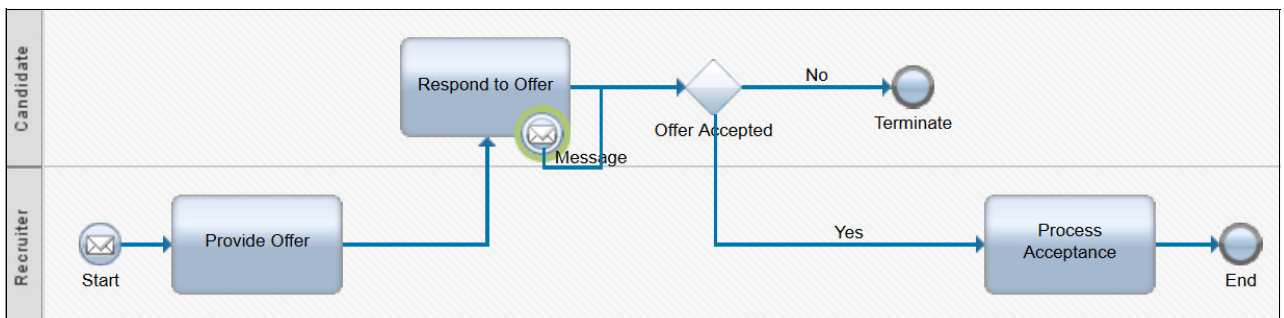 Candidate
Respond to Offer
Message
Offer Accepted
No
Terminate
Recruiter
Start
Provide Offer
Yes
Process
Acceptance
End